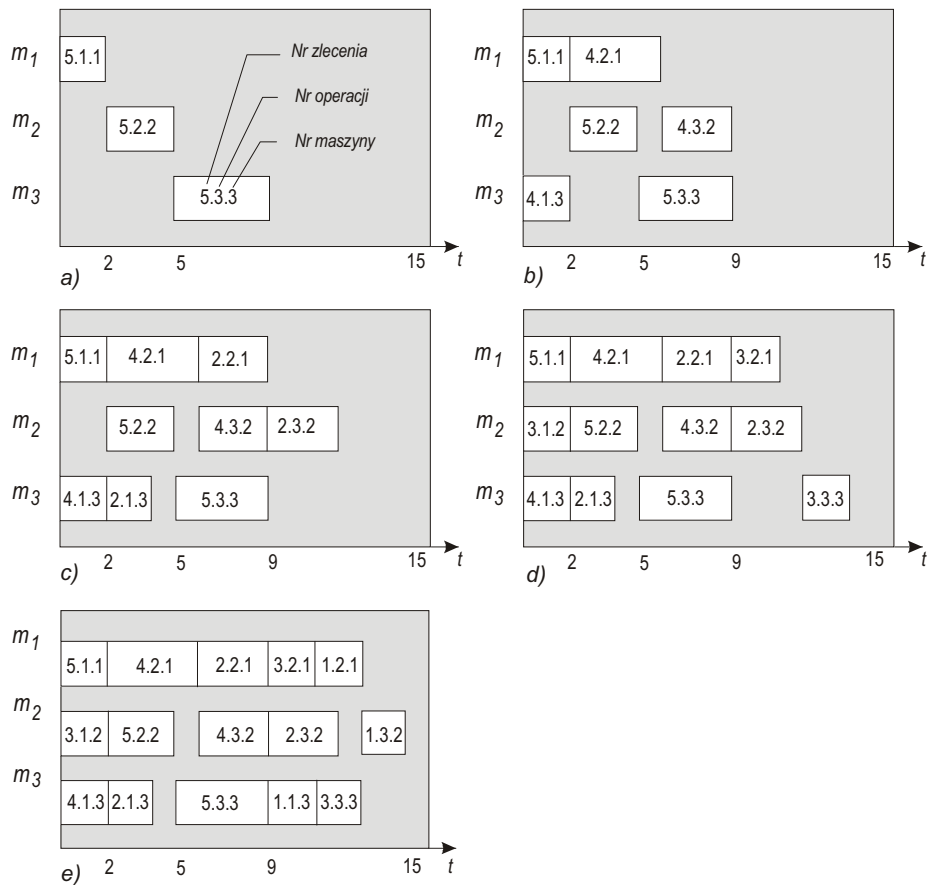 m1 5.1.1
Nr zlecenia
Nr operacji
m2 5.2.2
Nr maszyny
m3 5.3.3
2 5 15 t
a)
m1 5.1.1 4.2.1
m2 5.2.2 4.3.2
m3 4.1.3 5.3.3
2 5 9 15 t
b)
m1 5.1.1 4.2.1 2.2.1
m2 5.2.2 4.3.2 2.3.2
m3 4.1.3 2.1.3 5.3.3
2 5 9 15 t
c)
m1 5.1.1 4.2.1 2.2.1 3.2.1
m2 3.1.2 5.2.2 4.3.2 2.3.2
m3 4.1.3 2.1.3 5.3.3 3.3.3
2 5 9 15 t
d)
m1 5.1.1 4.2.1 2.2.1 3.2.1 1.2.1
m2 3.1.2 5.2.2 4.3.2 2.3.2 1.3.2
m3 4.1.3 2.1.3 5.3.3 1.1.3 3.3.3
2 5 9 15 t
e)